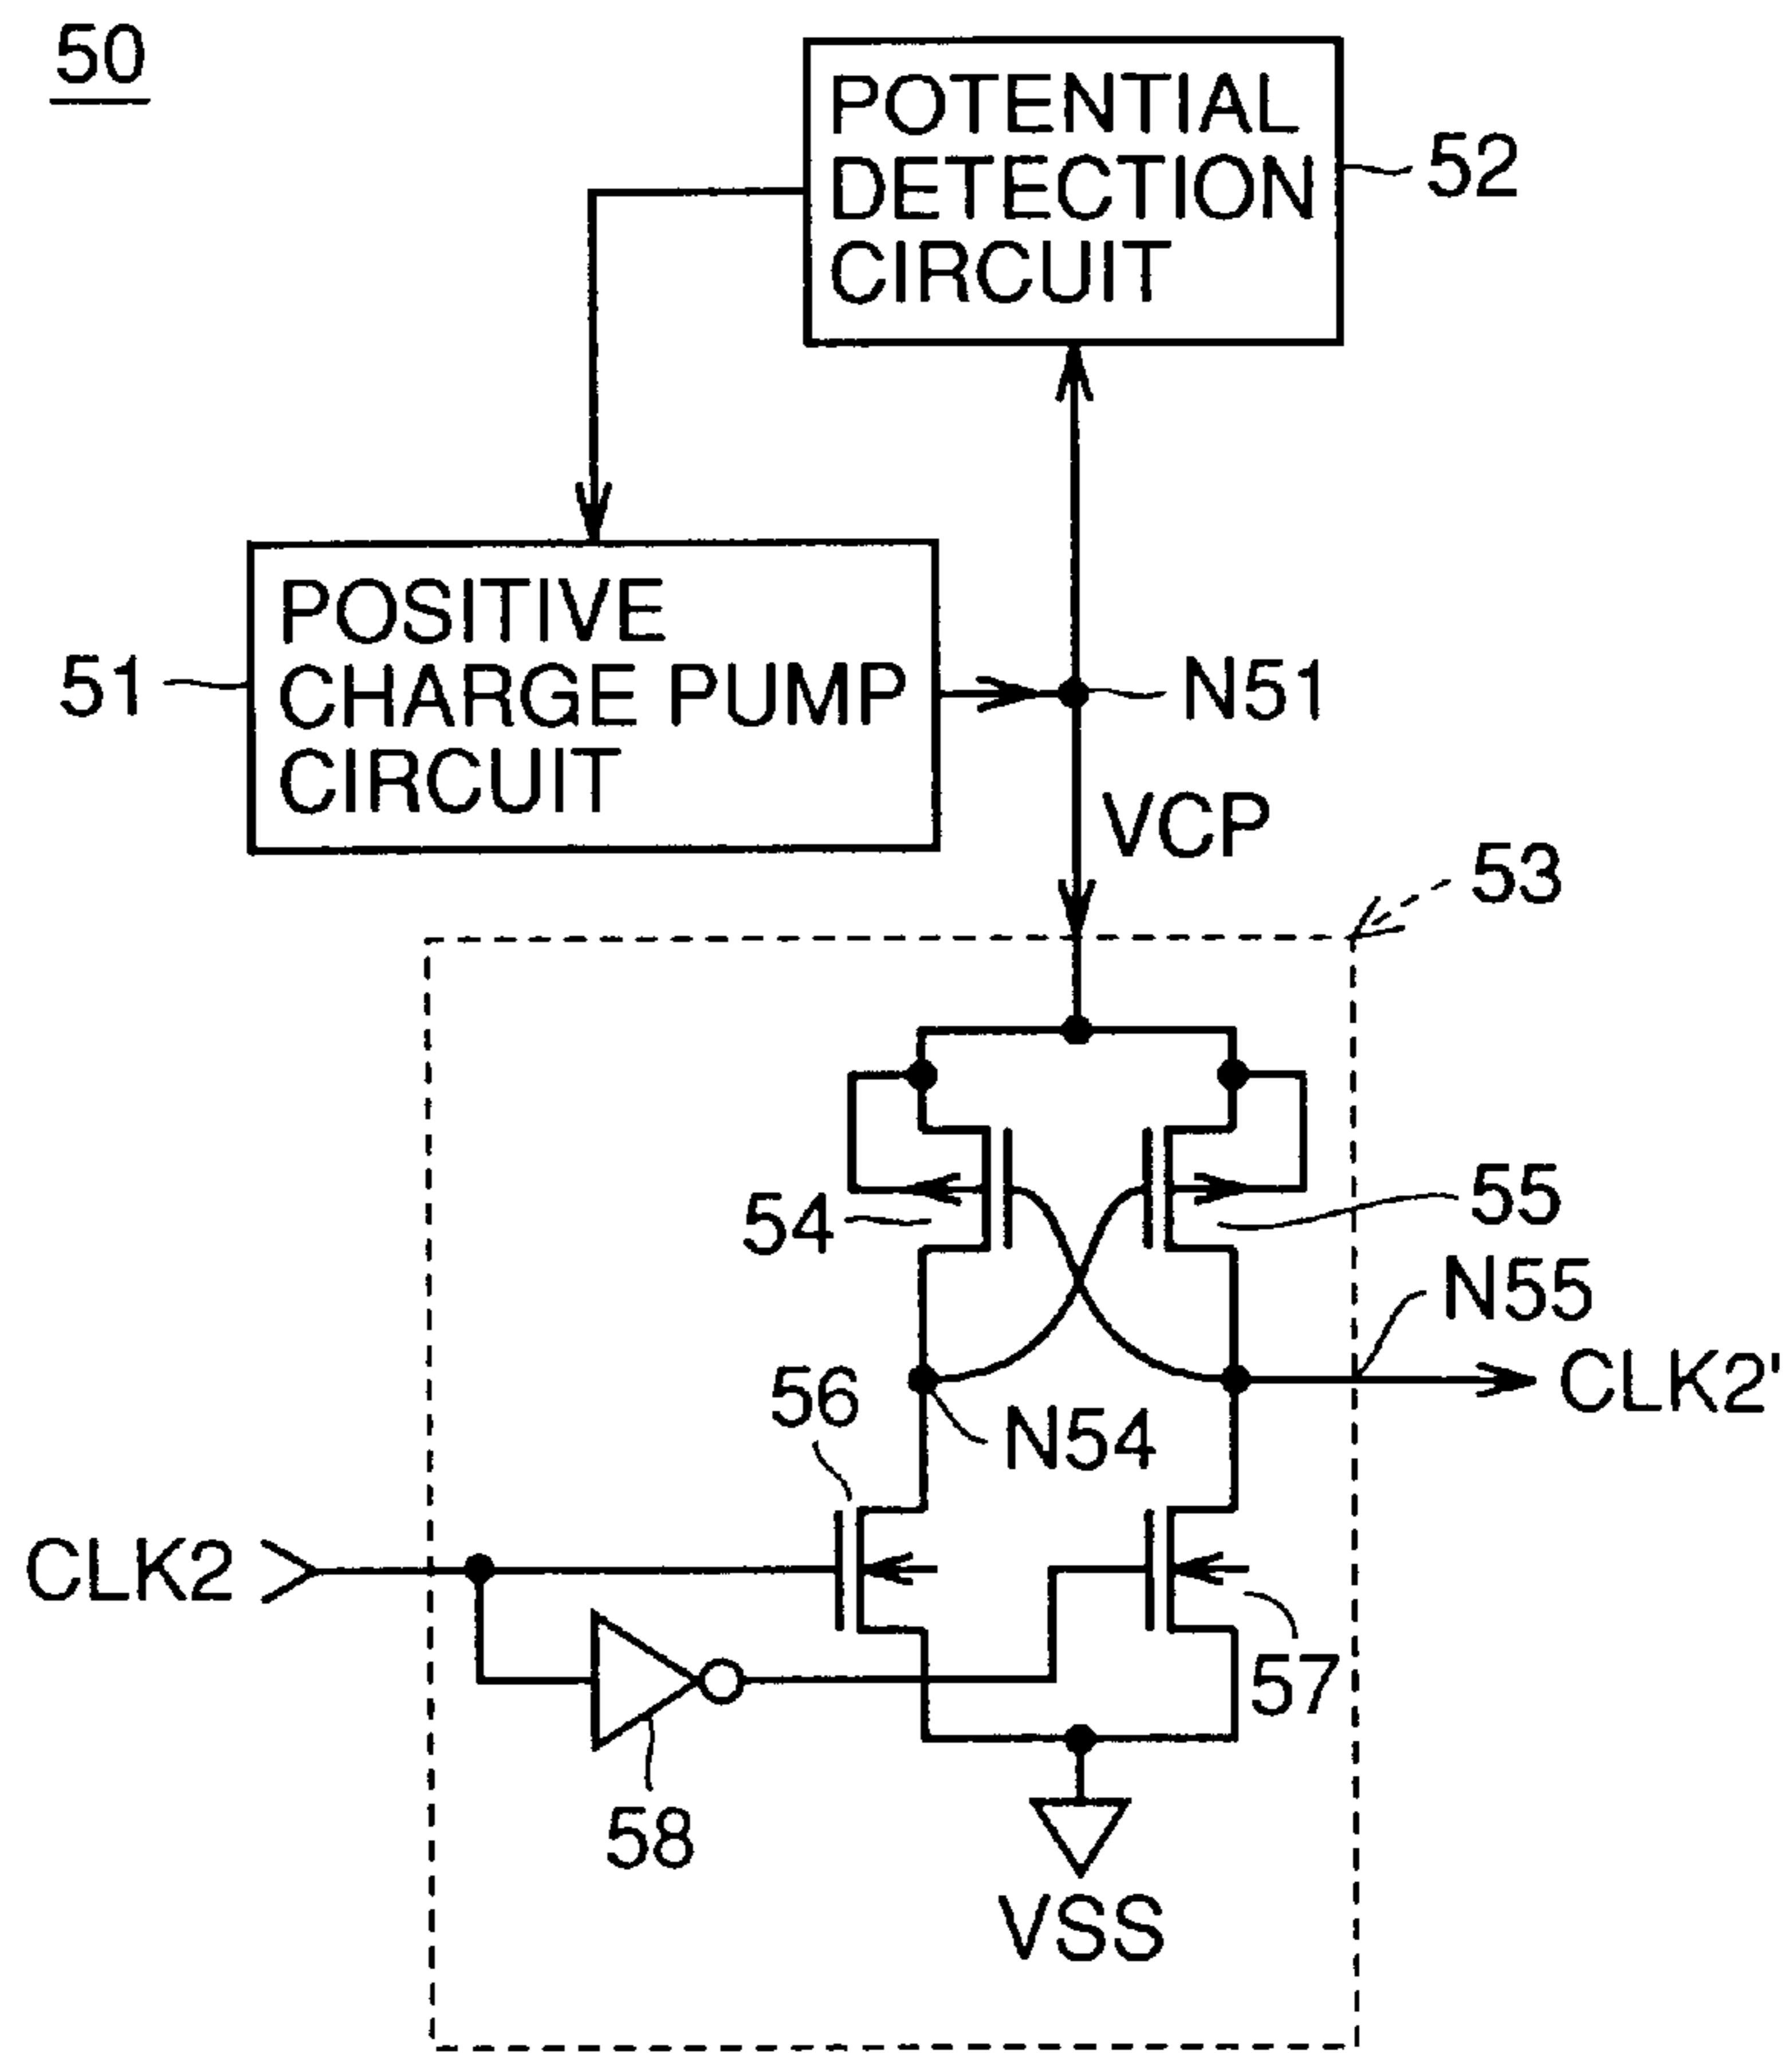 50
POTENTIAL
DETECTION
CIRCUIT
52
POSITIVE
CHARGE PUMP
CIRCUIT
51
N51
VCP
53
54
55
N55
CLK2'
56
N54
CLK2
57
58
VSS